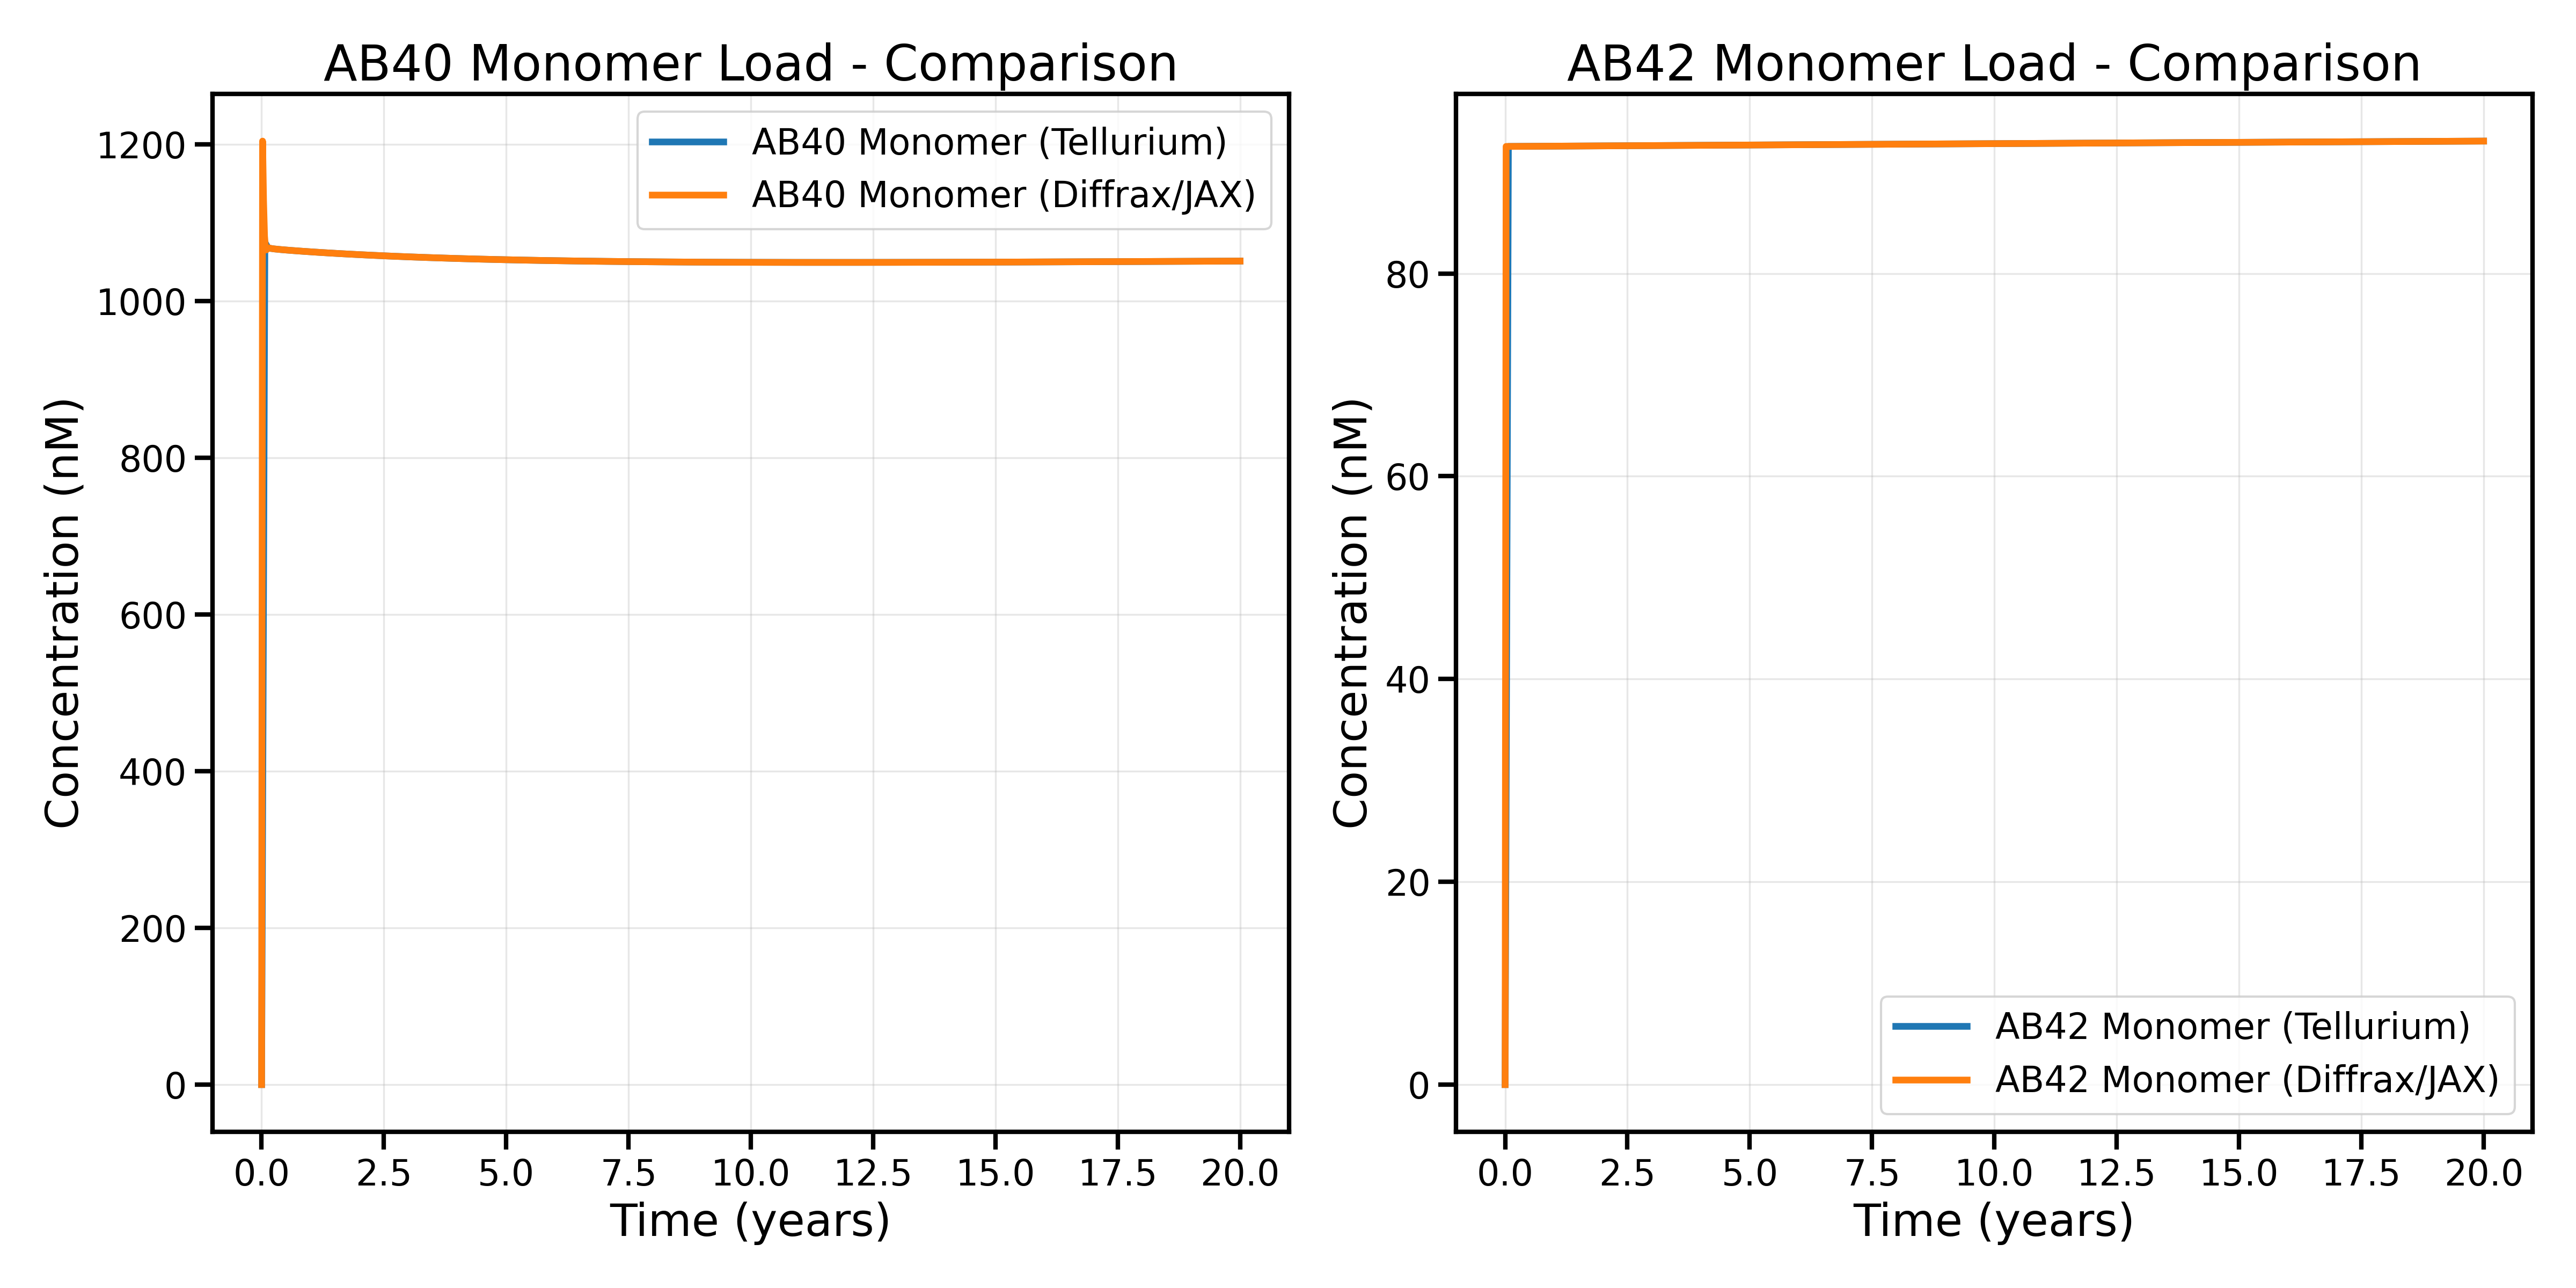 AB40 Monomer Load - Comparison
AB40 Monomer (Tellurium)
AB40 Monomer (Diffrax/JAX)
Concentration (nM)
1200
1000
800
600
400
200
0
0.0 2.5 5.0 7.5 10.0 12.5 15.0 17.5 20.0
Time (years)
AB42 Monomer Load - Comparison
Concentration (nM)
80
60
40
20
0
AB42 Monomer (Tellurium)
AB42 Monomer (Diffrax/JAX)
0.0 2.5 5.0 7.5 10.0 12.5 15.0 17.5 20.0
Time (years)